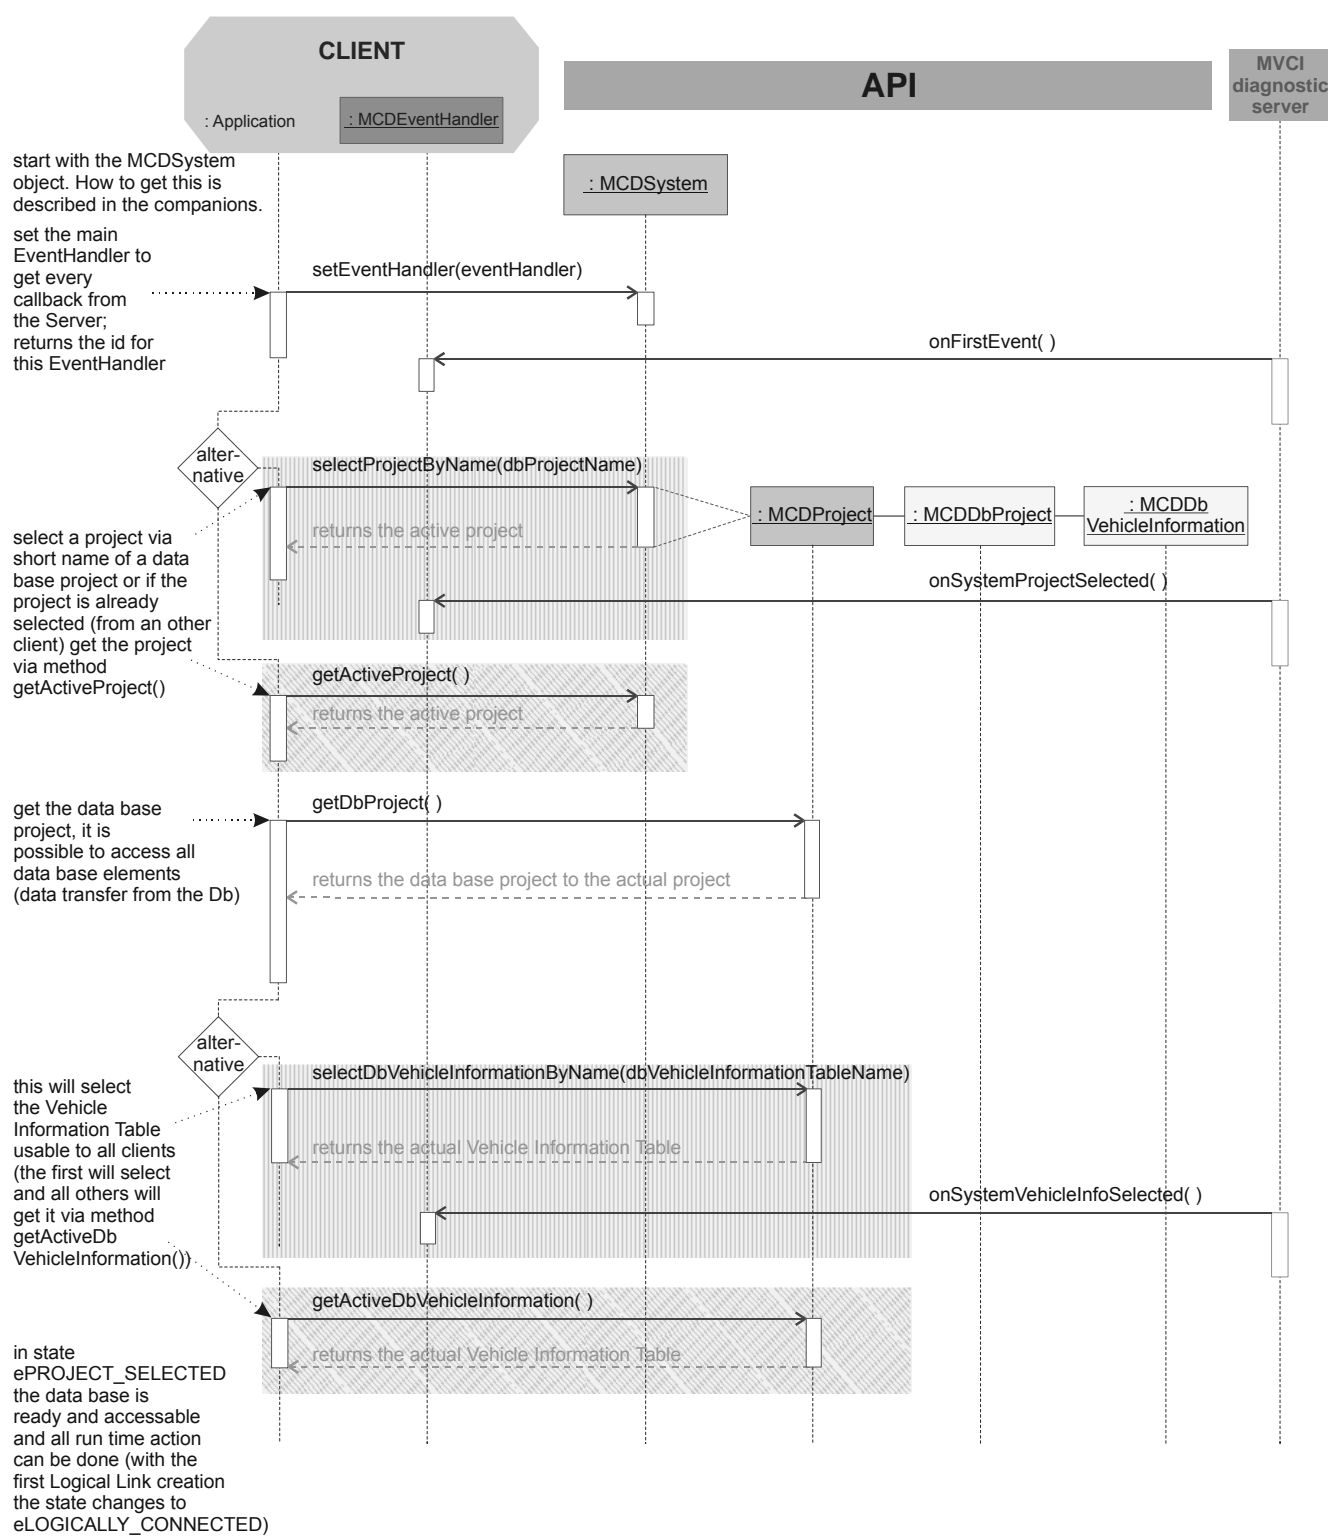 CLIENT
API
MVCI
diagnostic
server
: Application
: MCDEventHandler
start with the MCDSystem
object. How to get this is
described in the companions.
: MCDSystem
set the main
EventHandler to
get every
callback from
the Server;
returns the id for
this EventHandler
setEventHandler(eventHandler)
onFirstEvent( )
alter-
native
selectProjectByName(dbProjectName)
returns the active project
: MCDProject
: MCDDbProject
: MCDDb
VehicleInformation
select a project via
short name of a data
base project or if the
project is already
selected (from an other
client) get the project
via method
getActiveProject()
onSystemProjectSelected( )
getActiveProject( )
returns the active project
get the data base
project, it is
possible to access all
data base elements
(data transfer from the Db)
getDbProject( )
returns the data base project to the actual project
alter-
native
selectDbVehicleInformationByName(dbVehicleInformationTableName)
this will select
the Vehicle
Information Table
usable to all clients
(the first will select
and all others will
get it via method
getActiveDb
VehicleInformation())
returns the actual Vehicle Information Table
onSystemVehicleInfoSelected( )
getActiveDbVehicleInformation( )
returns the actual Vehicle Information Table
in state
ePROJECT_SELECTED
the data base is
ready and accessable
and all run time action
can be done (with the
first Logical Link creation
the state changes to
eLOGICALLY_CONNECTED)